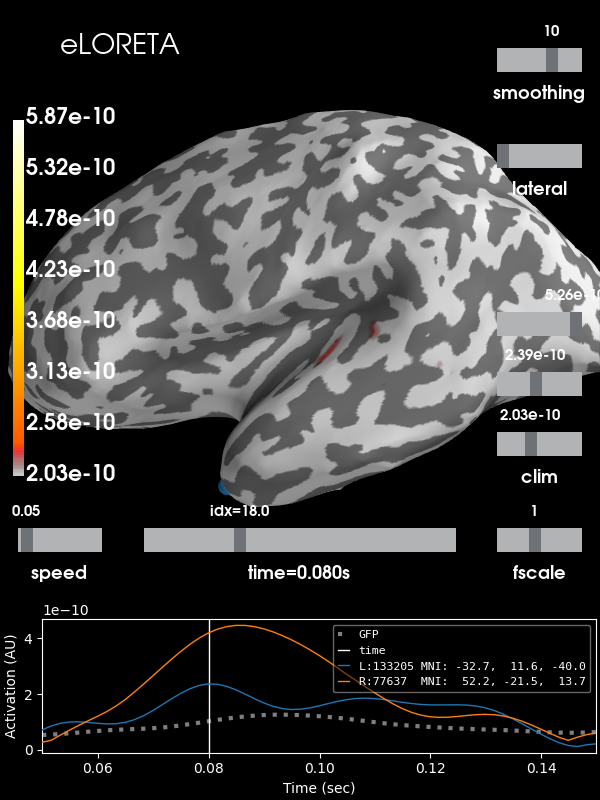 eLORETA
10
smoothing
5.87e-10
5.32e-10
4.78e-10
4.23e-10
3.68e-10
3.13e-10
2.58e-10
2.03e-10
lateral
5.26e-10
2.39e-10
2.03e-10
clim
0.05
speed
idx=18.0
time=0.080s
1
fscale
1e−10
4
2
0
Activation (AU)
GFP
time
L:133205 MNI: -32.7, 11.6, -40.0
R:77637 MNI: 52.2, -21.5, 13.7
0.06
0.08
0.10
0.12
0.14
Time (sec)